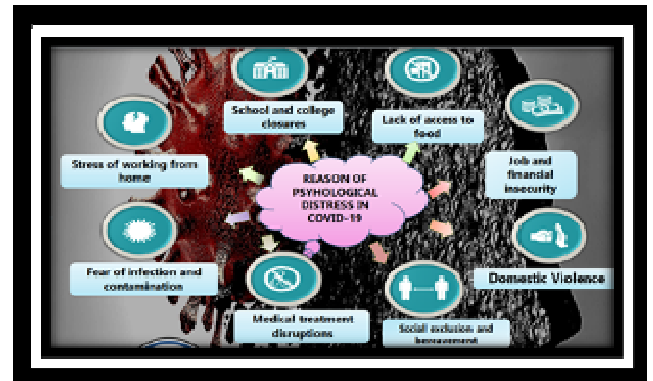 School and college
closures
Lack of access to
food
Stress of working from
home
Job and
financial
insecurity
REASON OF
PSYHOLOGICAL
DISTRESS IN
COVID-19
Fear of infection and
contamination
Domestic Violence
Medical treatment
disruptions
Social exclusion and
bereavement